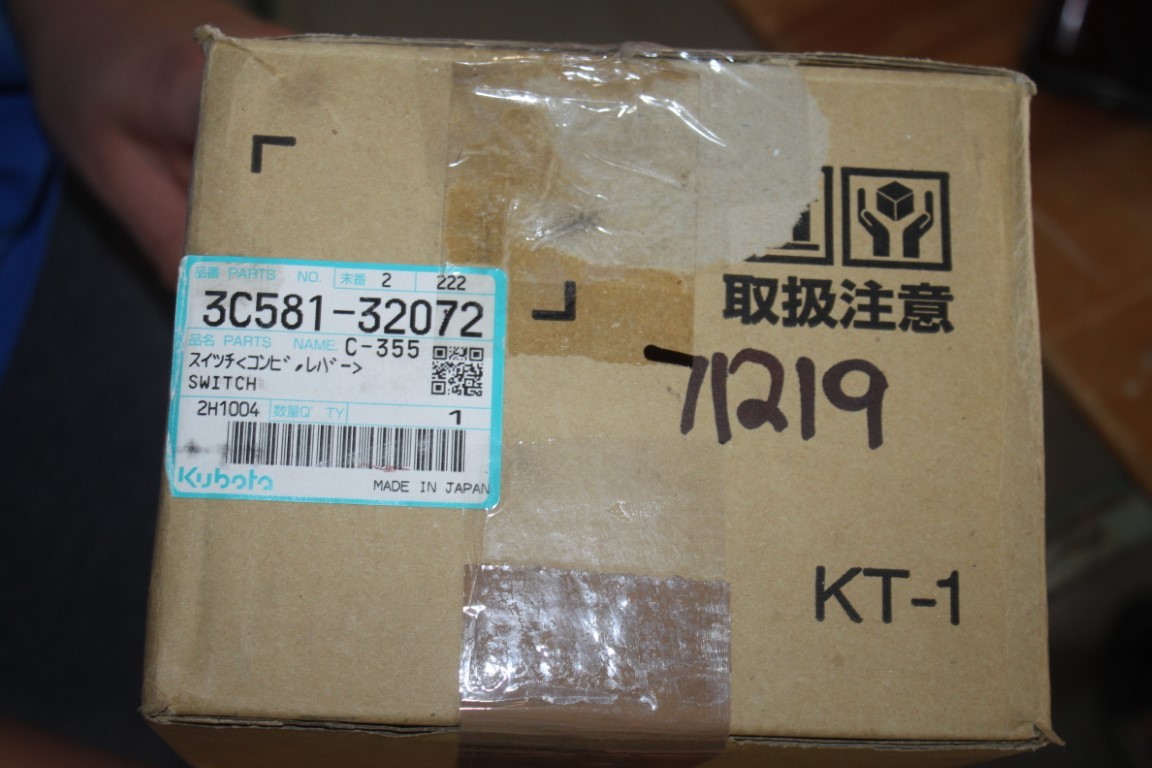 品番 PARTS NO. 末番 2 222
3C581-32072
品名 PARTS NAME C-355
スイッチ<コンビ,レバー>
SWITCH
2H1004 数量Q'TY 1
Kubota MADE IN JAPAN
取扱注意
71219
KT-1